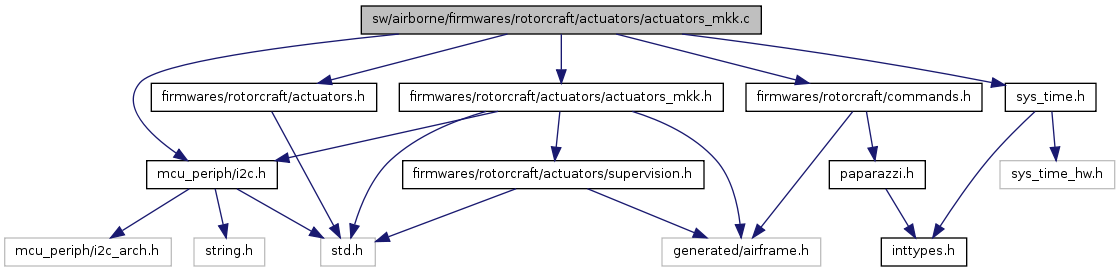 sw/airborne/firmwares/rotorcraft/actuators/actuators_mkk.c
firmwares/rotorcraft/actuators.h
firmwares/rotorcraft/actuators/actuators_mkk.h
firmwares/rotorcraft/commands.h
sys_time.h
mcu_periph/i2c.h
firmwares/rotorcraft/actuators/supervision.h
paparazzi.h
sys_time_hw.h
mcu_periph/i2c_arch.h
string.h
std.h
generated/airframe.h
inttypes.h